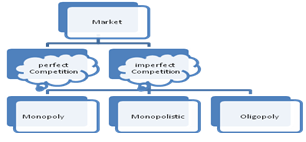 Market
perfect
Competition
imperfect
Competition
Monopoly
Monopolistic
Oligopoly